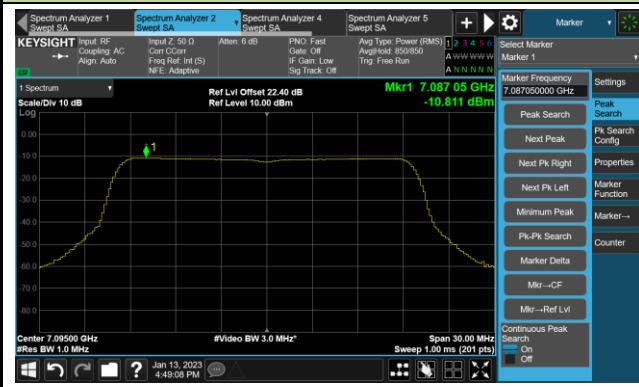 Spectrum Analyzer 1
Swept SA
Spectrum Analyzer 2
Swept SA
Spectrum Analyzer 4
Swept SA
Spectrum Analyzer 5
Swept SA
Marker
KEYSIGHT
Input: RF
Coupling: AC
Align: Auto
Input Z: 50 Ω
Corr CCorr
Freq Ref: Int (S)
NFE: Adaptive
Atten: 6 dB
PNO: Fast
Gate: Off
IF Gain: Low
Sig Track: Off
Avg Type: Power (RMS)
Avg|Hold: 850/850
Trig: Free Run
1 2 3 4 5 6
A W W W W W
A N N N N N
Select Marker
Marker 1
1 Spectrum
Scale/Div 10 dB
Log
Ref Lvl Offset 22.40 dB
Ref Level 10.00 dBm
Mkr1 7.087 05 GHz
-10.811 dBm
1
0.00
-10.0
-20.0
-30.0
-40.0
-50.0
-60.0
-70.0
-80.0
Center 7.09500 GHz
#Res BW 1.0 MHz
#Video BW 3.0 MHz*
Span 30.00 MHz
Sweep 1.00 ms (201 pts)
Marker Frequency
7.087050000 GHz
Peak Search
Next Peak
Next Pk Right
Next Pk Left
Minimum Peak
Pk-Pk Search
Marker Delta
Mkr→CF
Mkr→Ref Lvl
Continuous Peak
Search
On
Off
Settings
Peak
Search
Pk Search
Config
Properties
Marker
Function
Marker→
Counter
Jan 13, 2023
4:49:08 PM